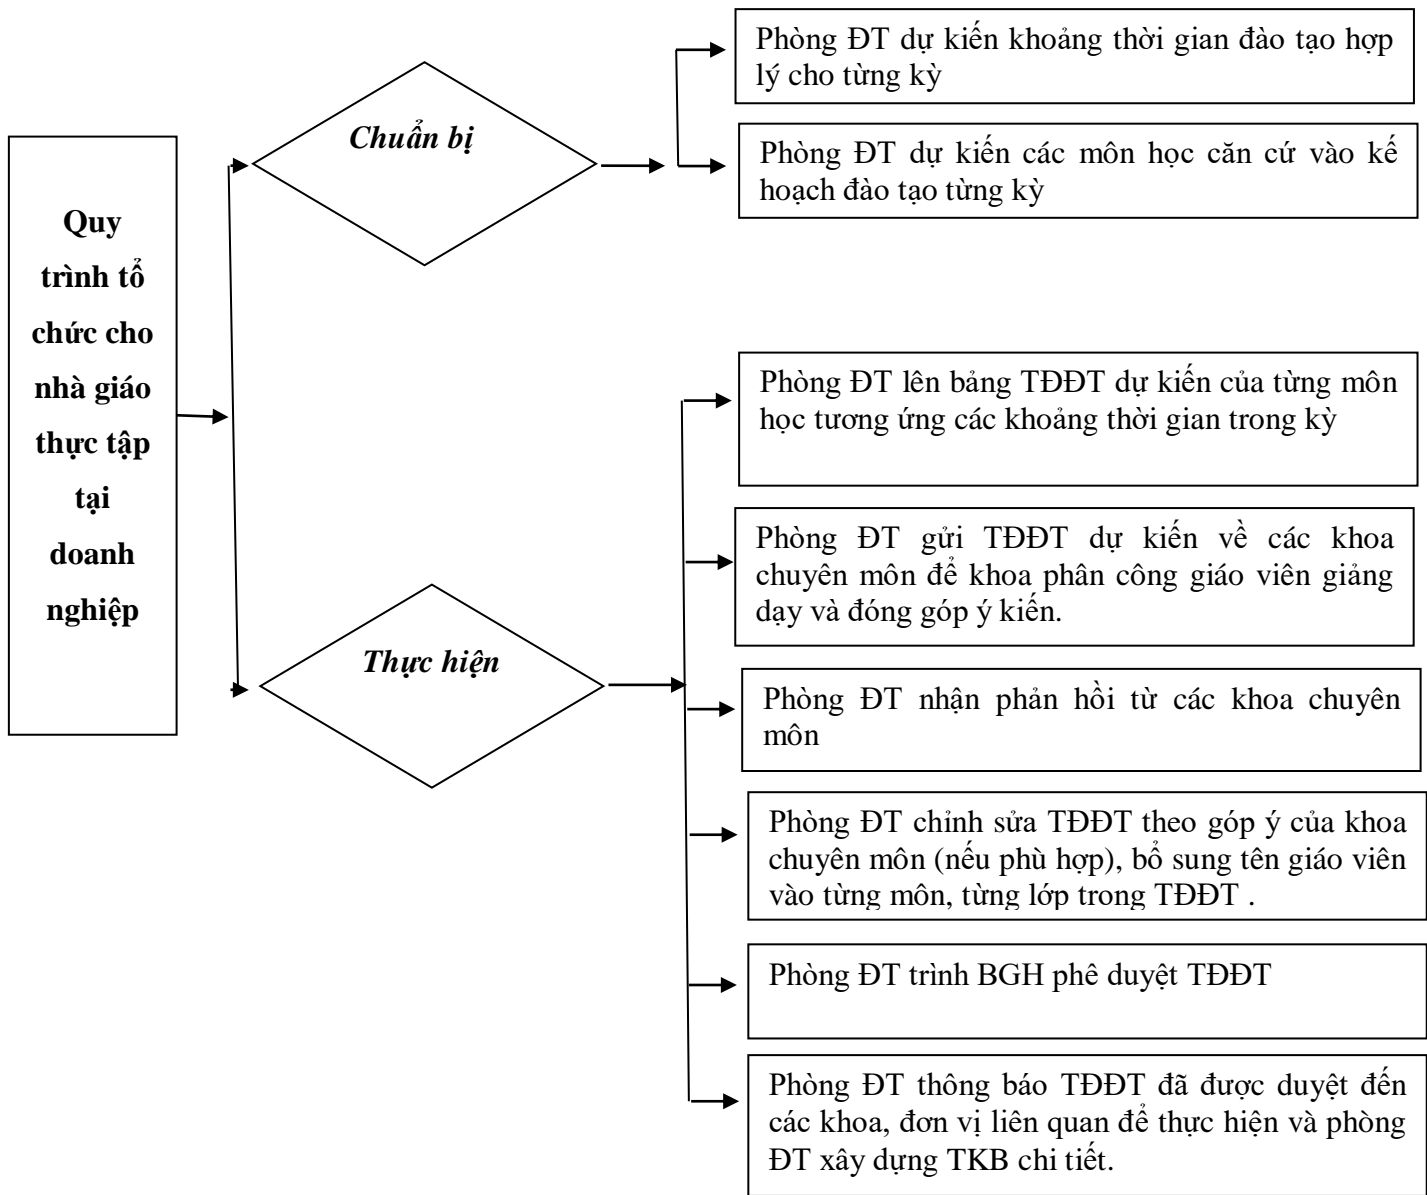 Quy
trình tổ
chức cho
nhà giáo
thực tập
tại
doanh
nghiệp
Chuẩn bị
Phòng ĐT dự kiến khoảng thời gian đào tạo hợp
lý cho từng kỳ
Phòng ĐT dự kiến các môn học căn cứ vào kế
hoạch đào tạo từng kỳ
Thực hiện
Phòng ĐT lên bảng TĐĐT dự kiến của từng môn
học tương ứng các khoảng thời gian trong kỳ
Phòng ĐT gửi TĐĐT dự kiến về các khoa
chuyên môn để khoa phân công giáo viên giảng
dạy và đóng góp ý kiến.
Phòng ĐT nhận phản hồi từ các khoa chuyên
môn
Phòng ĐT chỉnh sửa TĐĐT theo góp ý của khoa
chuyên môn (nếu phù hợp), bổ sung tên giáo viên
vào từng môn, từng lớp trong TĐĐT .
Phòng ĐT trình BGH phê duyệt TĐĐT
Phòng ĐT thông báo TĐĐT đã được duyệt đến
các khoa, đơn vị liên quan để thực hiện và phòng
ĐT xây dựng TKB chi tiết.